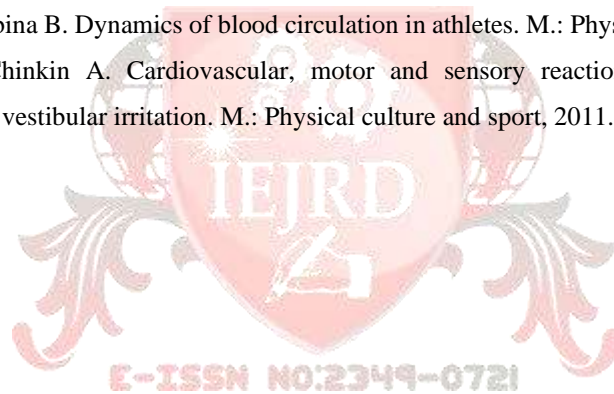 pina B. Dynamics of blood circulation in athletes. M.: Phys
Chinkin A. Cardiovascular, motor and sensory reaction
vestibular irritation. M.: Physical culture and sport, 2011.
IEJRD
E-ISSN NO:2349-0721